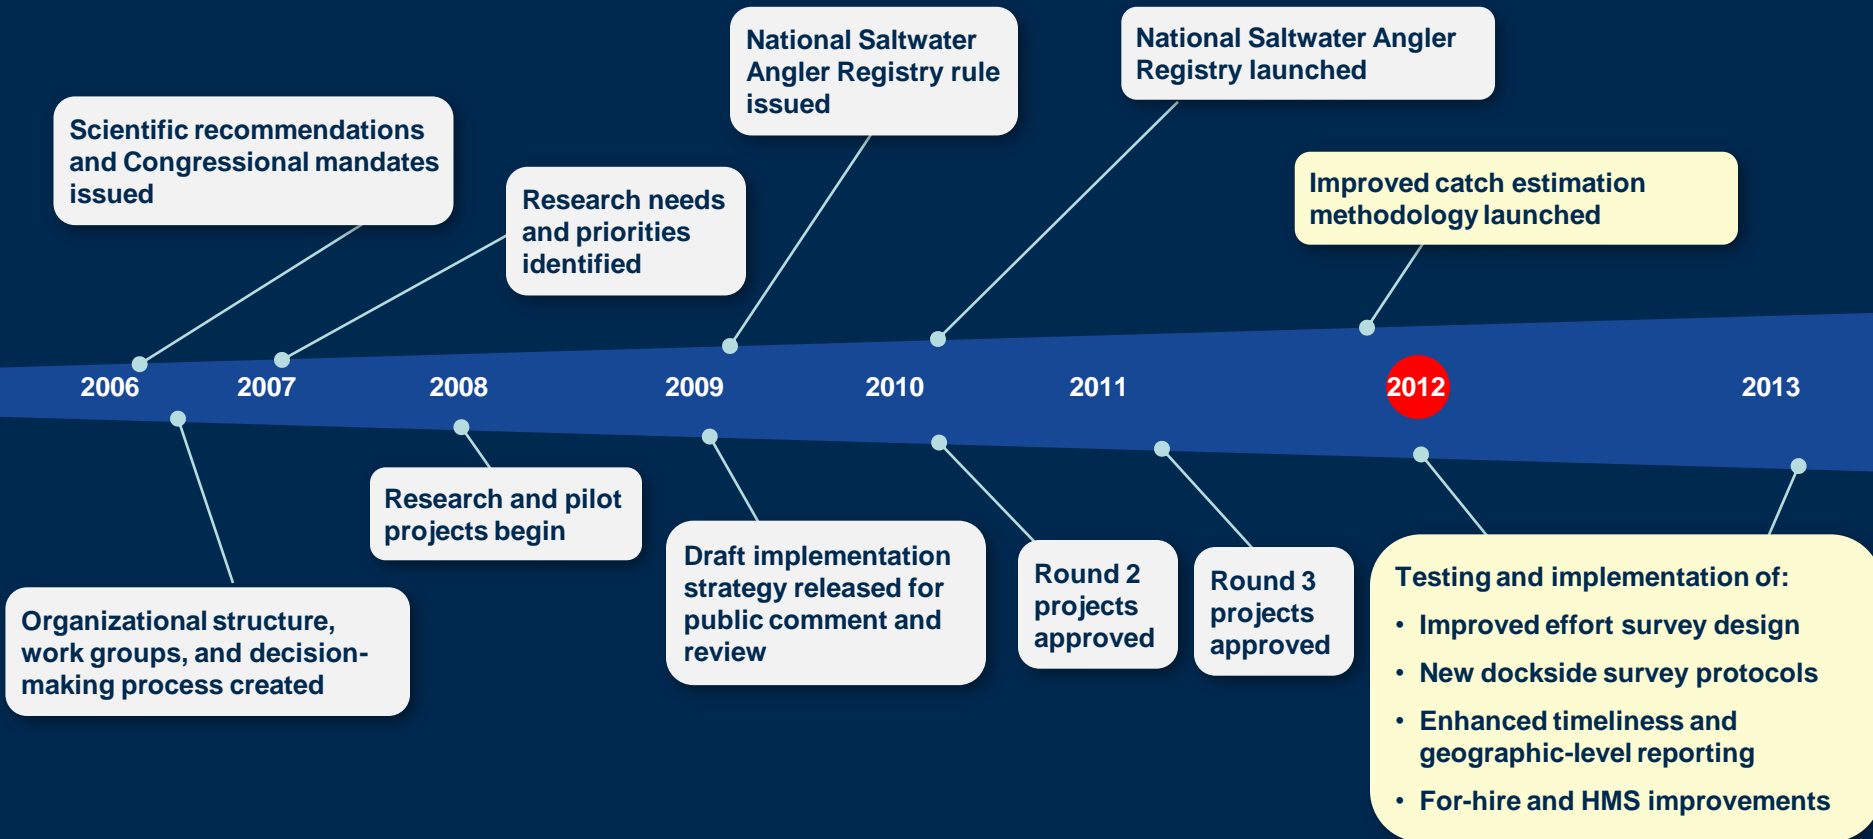 National Saltwater
Angler Registry rule
issued
National Saltwater Angler
Registry launched
Scientific recommendations
and Congressional mandates
issued
Research needs
and priorities
identified
Improved catch estimation
methodology launched
2006
2007
2008
2009
2010
2011
2012
2013
Organizational structure,
work groups, and decision-
making process created
Research and pilot
projects begin
Draft implementation
strategy released for
public comment and
review
Round 2
projects
approved
Round 3
projects
approved
Testing and implementation of:
• Improved effort survey design
• New dockside survey protocols
• Enhanced timeliness and
geographic-level reporting
• For-hire and HMS improvements